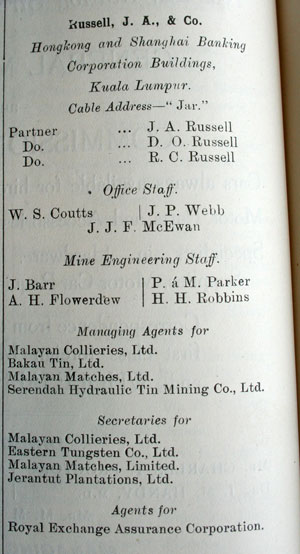 Russell, J. A., & Co.
Hongkong and Shanghai Banking
Corporation Buildings,
Kuala Lumpur.
Cable Address—"Jar."
Partner ... J. A. Russell
Do. ... D. O. Russell
Do. ... R. C. Russell
Office Staff.
W. S. Coutts | J. P. Webb
J. J. F. McEwan
Mine Engineering Staff.
J. Barr | P. á M. Parker
A. H. Flowerdew | H. H. Robbins
Managing Agents for
Malayan Collieries, Ltd.
Bakau Tin, Ltd.
Malayan Matches, Ltd.
Serendah Hydraulic Tin Mining Co., Ltd.
Secretaries for
Malayan Collieries, Ltd.
Eastern Tungsten Co., Ltd.
Malayan Matches, Limited.
Jerantut Plantations, Ltd.
Agents for
Royal Exchange Assurance Corporation.